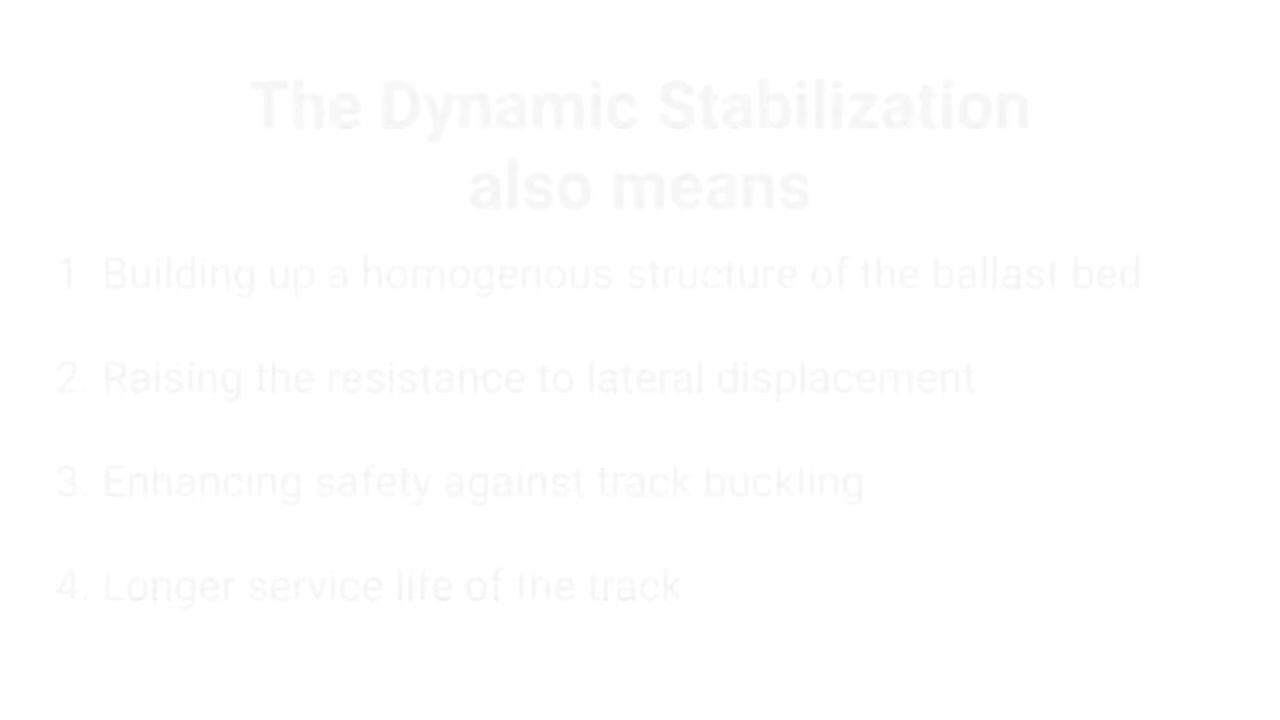 The Dynamic Stabilization
also means
1. Building up a homogenous structure of the ballast bed
2. Raising the resistance to lateral displacement
3. Enhancing safety against track buckling
4. Longer service life of the track